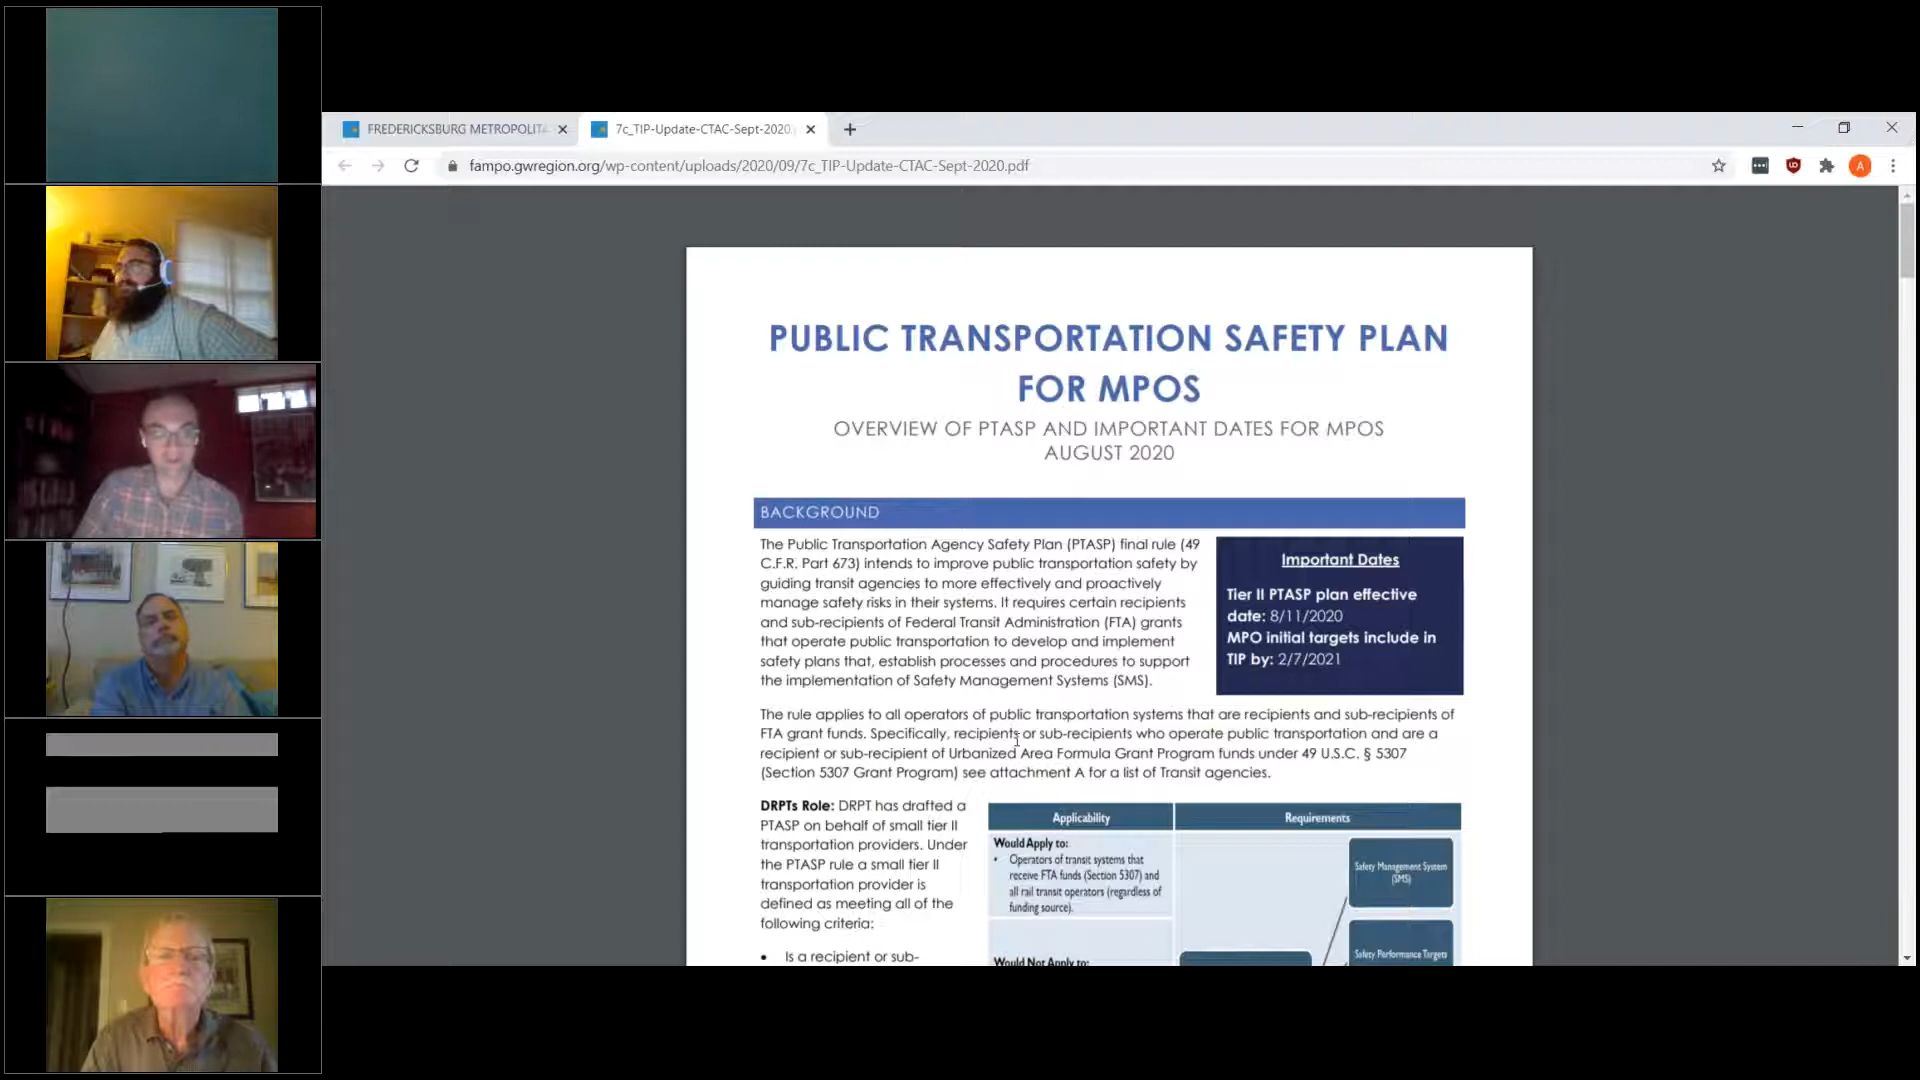 FREDERICKSBURG METROPOLITA
7c_TIP-Update-CTAC-Sept-2020.
fampo.gwregion.org/wp-content/uploads/2020/09/7c_TIP-Update-CTAC-Sept-2020.pdf
A
PUBLIC TRANSPORTATION SAFETY PLAN
FOR MPOS
OVERVIEW OF PTASP AND IMPORTANT DATES FOR MPOS
AUGUST 2020
BACKGROUND
The Public Transportation Agency Safety Plan (PTASP) final rule (49
C.F.R. Part 673) intends to improve public transportation safety by
guiding transit agencies to more effectively and proactively
manage safety risks in their systems. It requires certain recipients
and sub-recipients of Federal Transit Administration (FTA) grants
that operate public transportation to develop and implement
safety plans that, establish processes and procedures to support
the implementation of Safety Management Systems (SMS).
Important Dates
Tier II PTASP plan effective
date: 8/11/2020
MPO initial targets include in
TIP by: 2/7/2021
The rule applies to all operators of public transportation systems that are recipients and sub-recipients of
FTA grant funds. Specifically, recipients or sub-recipients who operate public transportation and are a
recipient or sub-recipient of Urbanized Area Formula Grant Program funds under 49 U.S.C. § 5307
(Section 5307 Grant Program) see attachment A for a list of Transit agencies.
DRPTs Role: DRPT has drafted a
PTASP on behalf of small tier II
transportation providers. Under
the PTASP rule a small tier II
transportation provider is
defined as meeting all of the
following criteria:
• Is a recipient or sub-
Applicability
Requirements
Would Apply to:
• Operators of transit systems that
receive FTA funds (Section 5307) and
all rail transit operators (regardless of
funding source).
Would Not Apply to:
Safety Management System
(SMS)
Safety Performance Targets